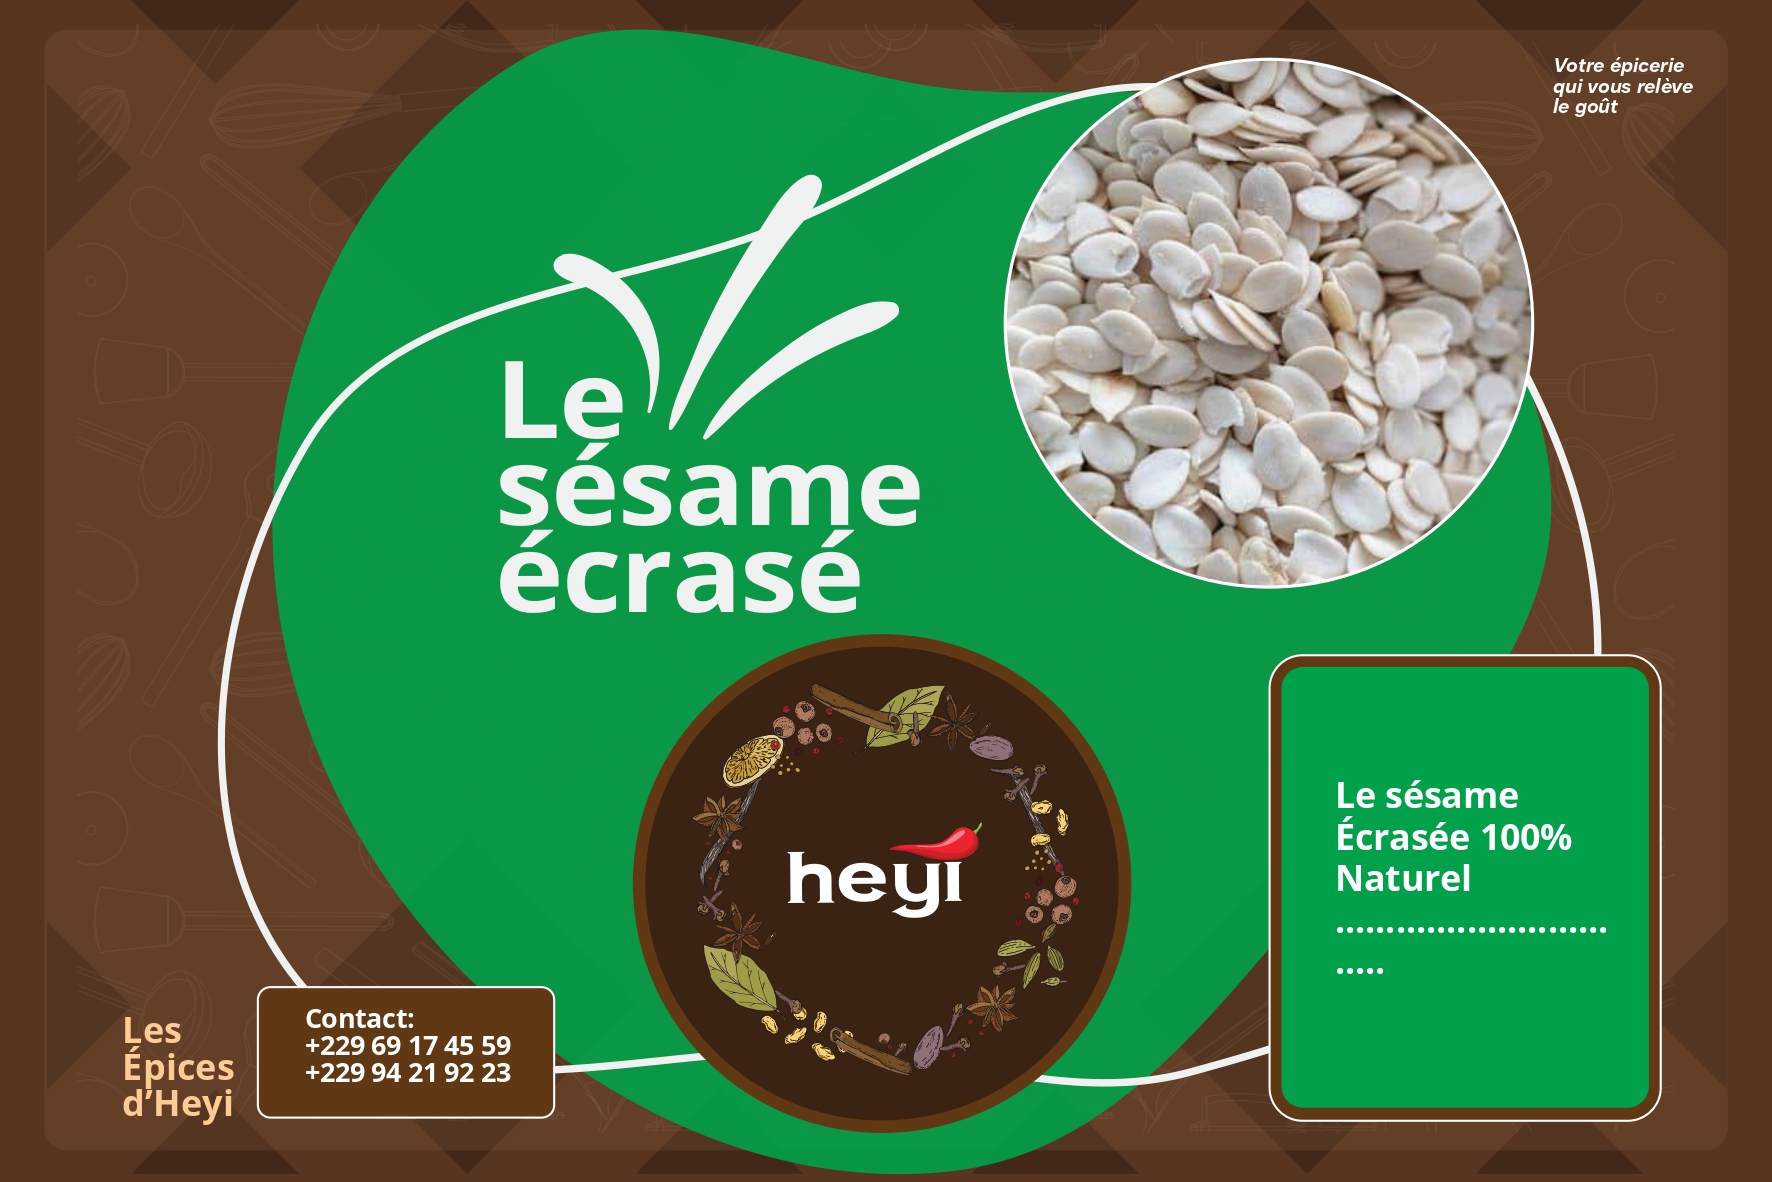 Votre épicerie
qui vous relève
le goût
Le
sésame
écrasé
heyi
Le sésame
Écrasée 100%
Naturel
...........................
.....
Contact:
+229 69 17 45 59
+229 94 21 92 23
Les
Épices
d’Heyi